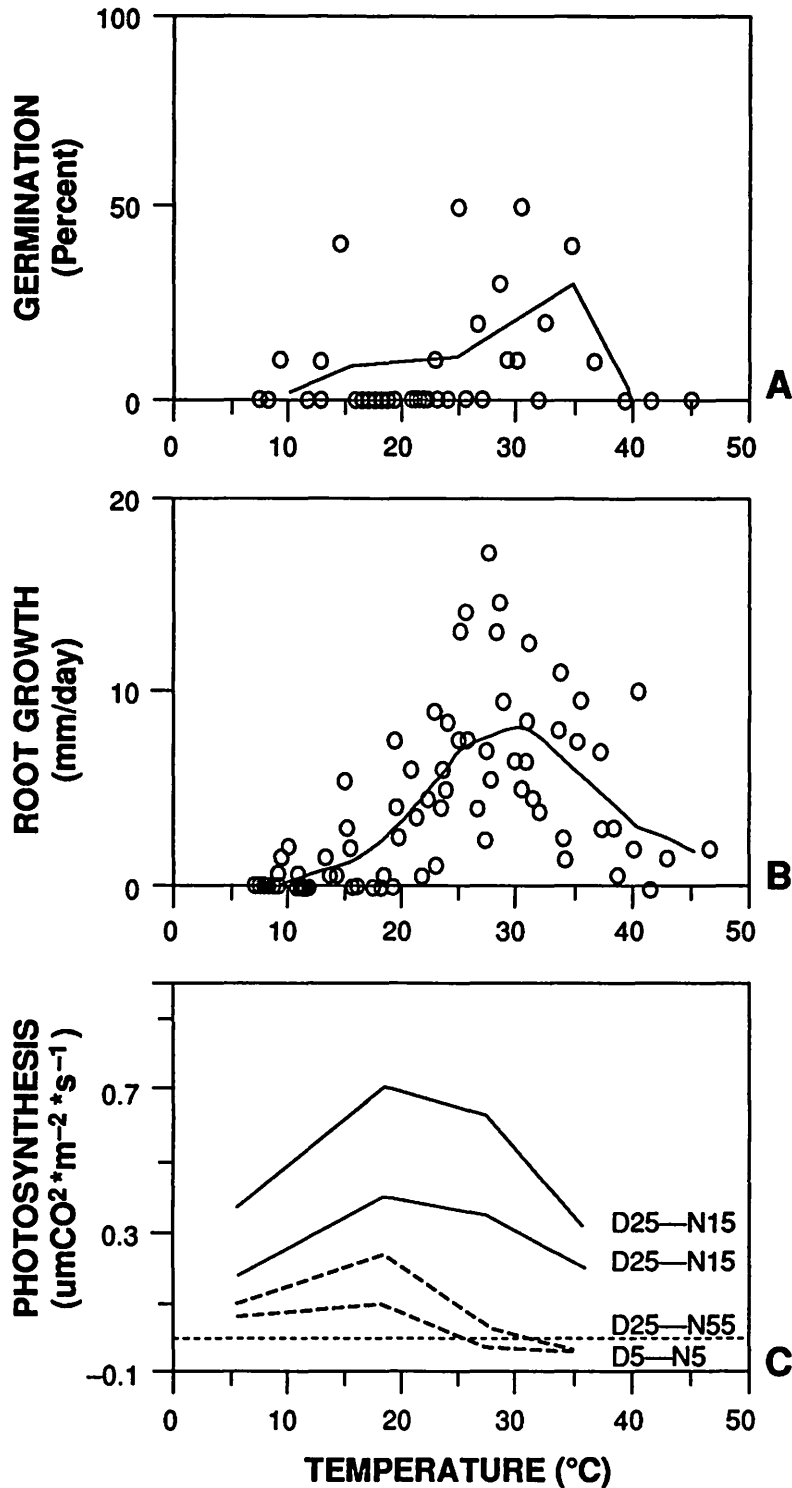 100
50
0
GERMINATION
(Percent)
A
0 10 20 30 40 50
20
10
0
ROOT GROWTH
(mm/day)
B
0 10 20 30 40 50
0.7
0.3
–0.1
PHOTOSYNTHESIS
(umCO²*m⁻²*s⁻¹)
D25—N15
D25—N15
D25—N55
D5—N5
C
0 10 20 30 40 50
TEMPERATURE (°C)